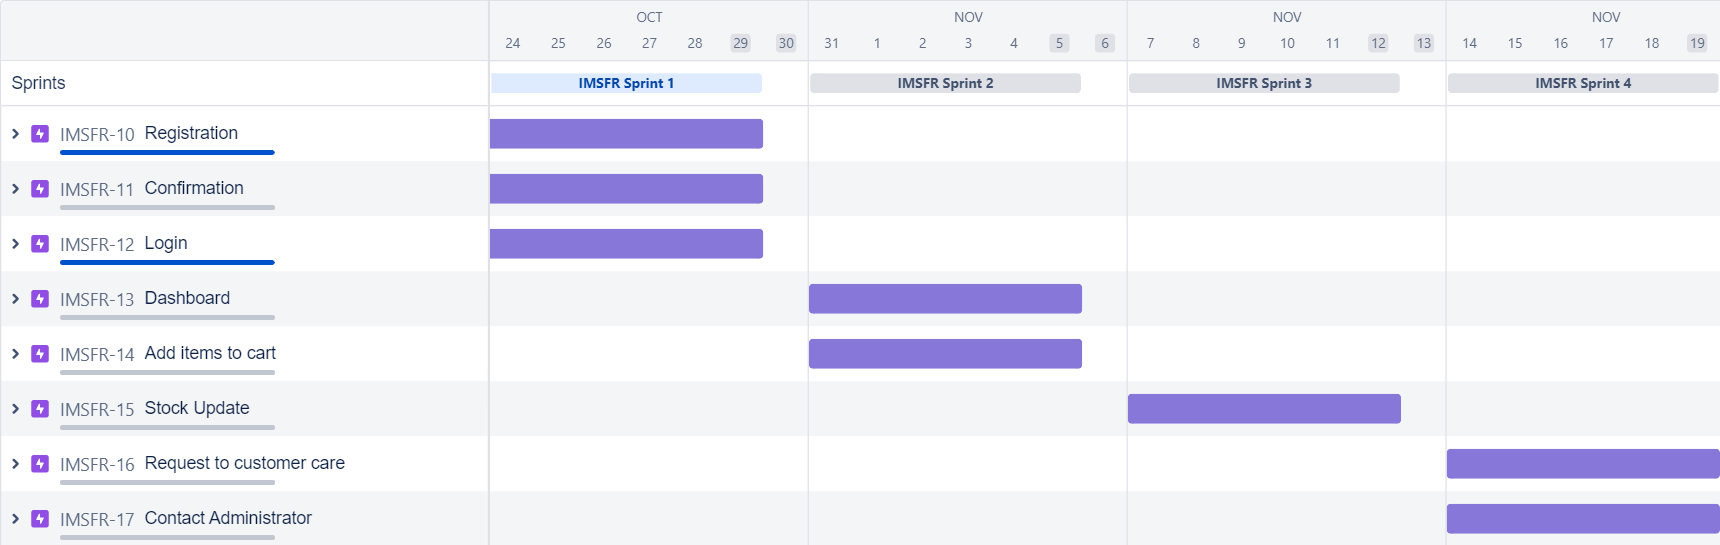 OCT NOV NOV NOV
24 25 26 27 28 29 30 31 1 2 3 4 5 6 7 8 9 10 11 12 13 14 15 16 17 18 19
Sprints IMSFR Sprint 1 IMSFR Sprint 2 IMSFR Sprint 3 IMSFR Sprint 4
IMSFR-10 Registration
IMSFR-11 Confirmation
IMSFR-12 Login
IMSFR-13 Dashboard
IMSFR-14 Add items to cart
IMSFR-15 Stock Update
IMSFR-16 Request to customer care
IMSFR-17 Contact Administrator